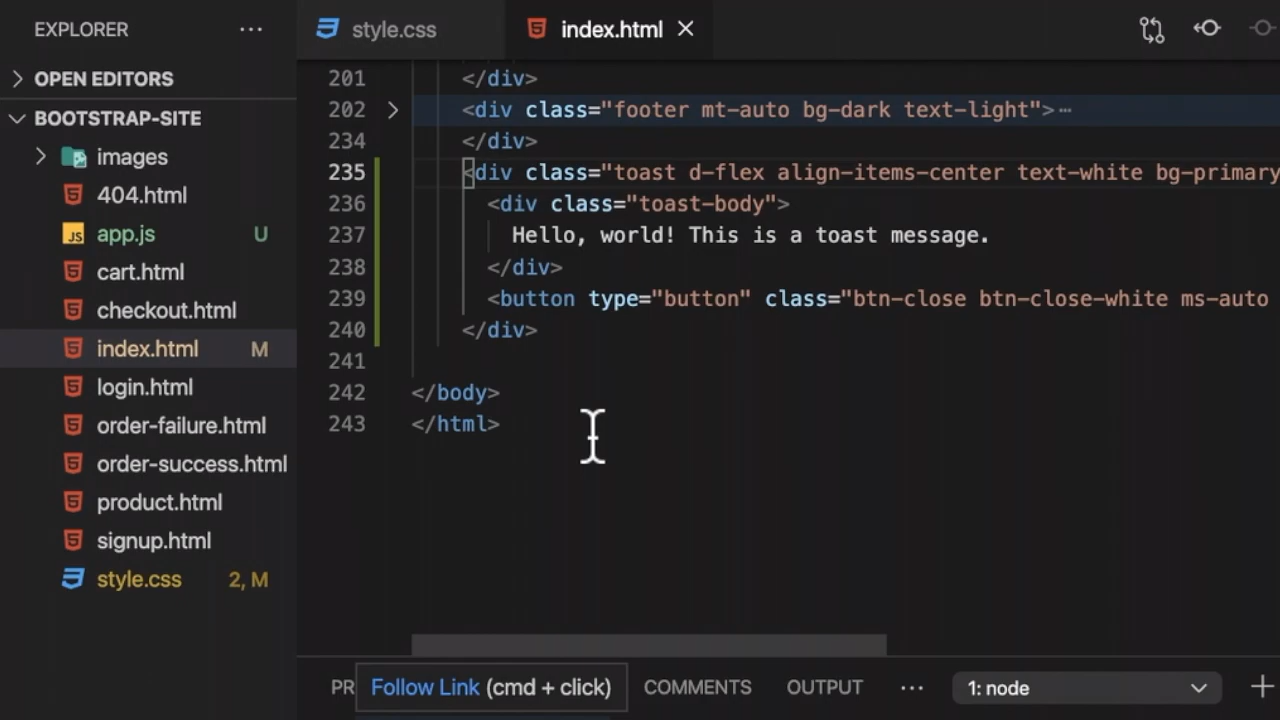 EXPLORER ···
OPEN EDITORS
BOOTSTRAP-SITE
images
404.html
app.js U
cart.html
checkout.html
index.html M
login.html
order-failure.html
order-success.html
product.html
signup.html
style.css 2, M
style.css index.html
201 </div>
202 <div class="footer mt-auto bg-dark text-light">⋯
234 </div>
235 <div class="toast d-flex align-items-center text-white bg-primary
236 <div class="toast-body">
237 Hello, world! This is a toast message.
238 </div>
239 <button type="button" class="btn-close btn-close-white ms-auto
240 </div>
241
242 </body>
243 </html>
PR Follow Link (cmd + click) COMMENTS OUTPUT ··· 1: node